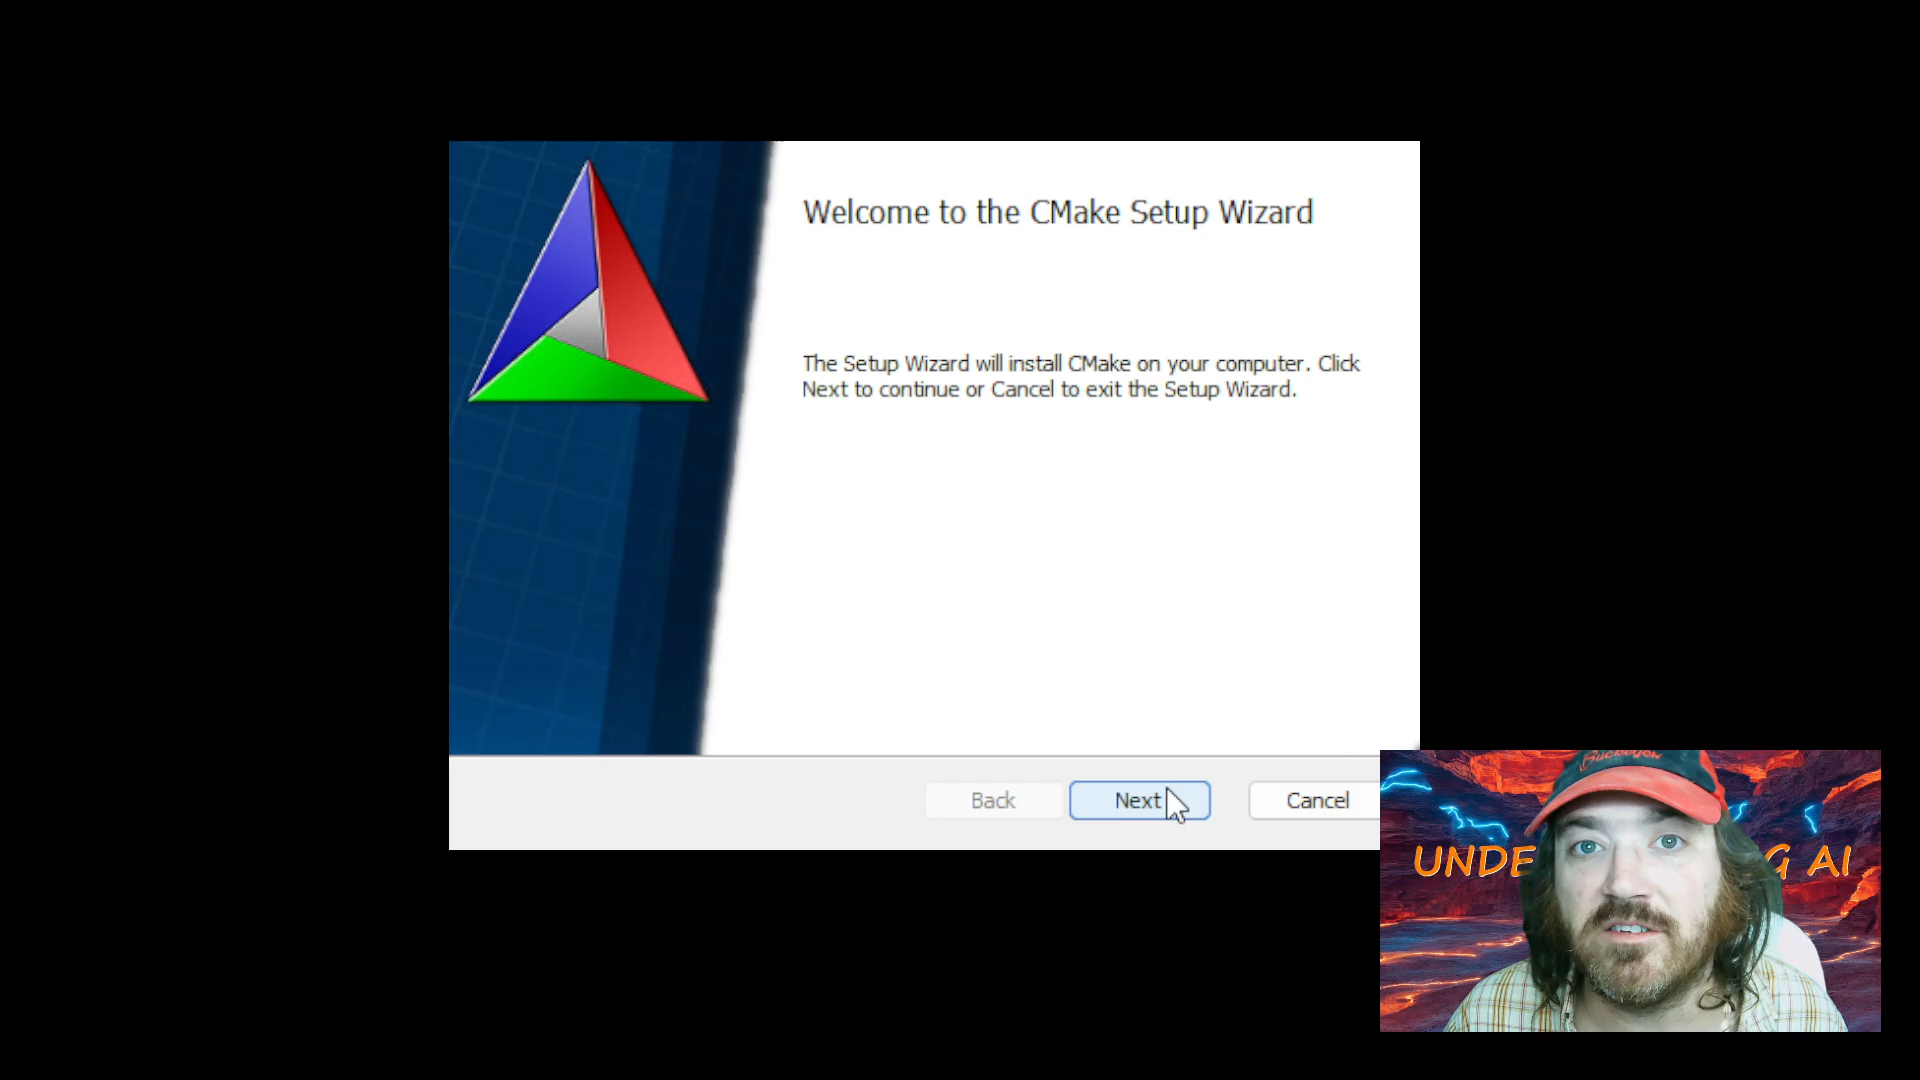 Welcome to the CMake Setup Wizard
The Setup Wizard will install CMake on your computer. Click
Next to continue or Cancel to exit the Setup Wizard.
Back
Next
Cancel
Buckeyes
UNDE G AI